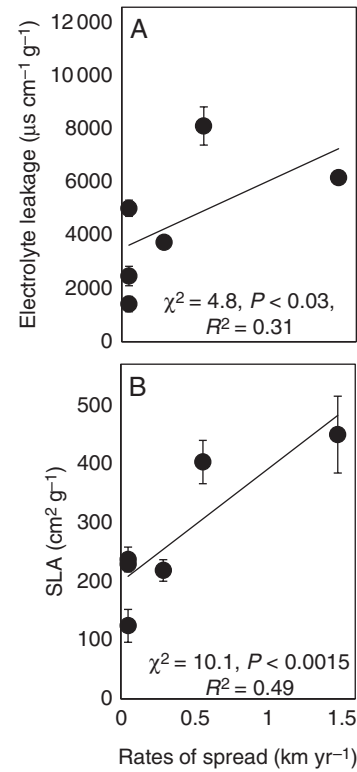 A
12 000
10 000
8000
6000
4000
2000
0
Electrolyte leakage (μs cm⁻¹ g⁻¹)
χ² = 4.8, P < 0.03,
R² = 0.31
B
500
400
300
200
100
0
SLA (cm² g⁻¹)
χ² = 10.1, P < 0.0015
R² = 0.49
0 0.5 1 1.5
Rates of spread (km yr⁻¹)